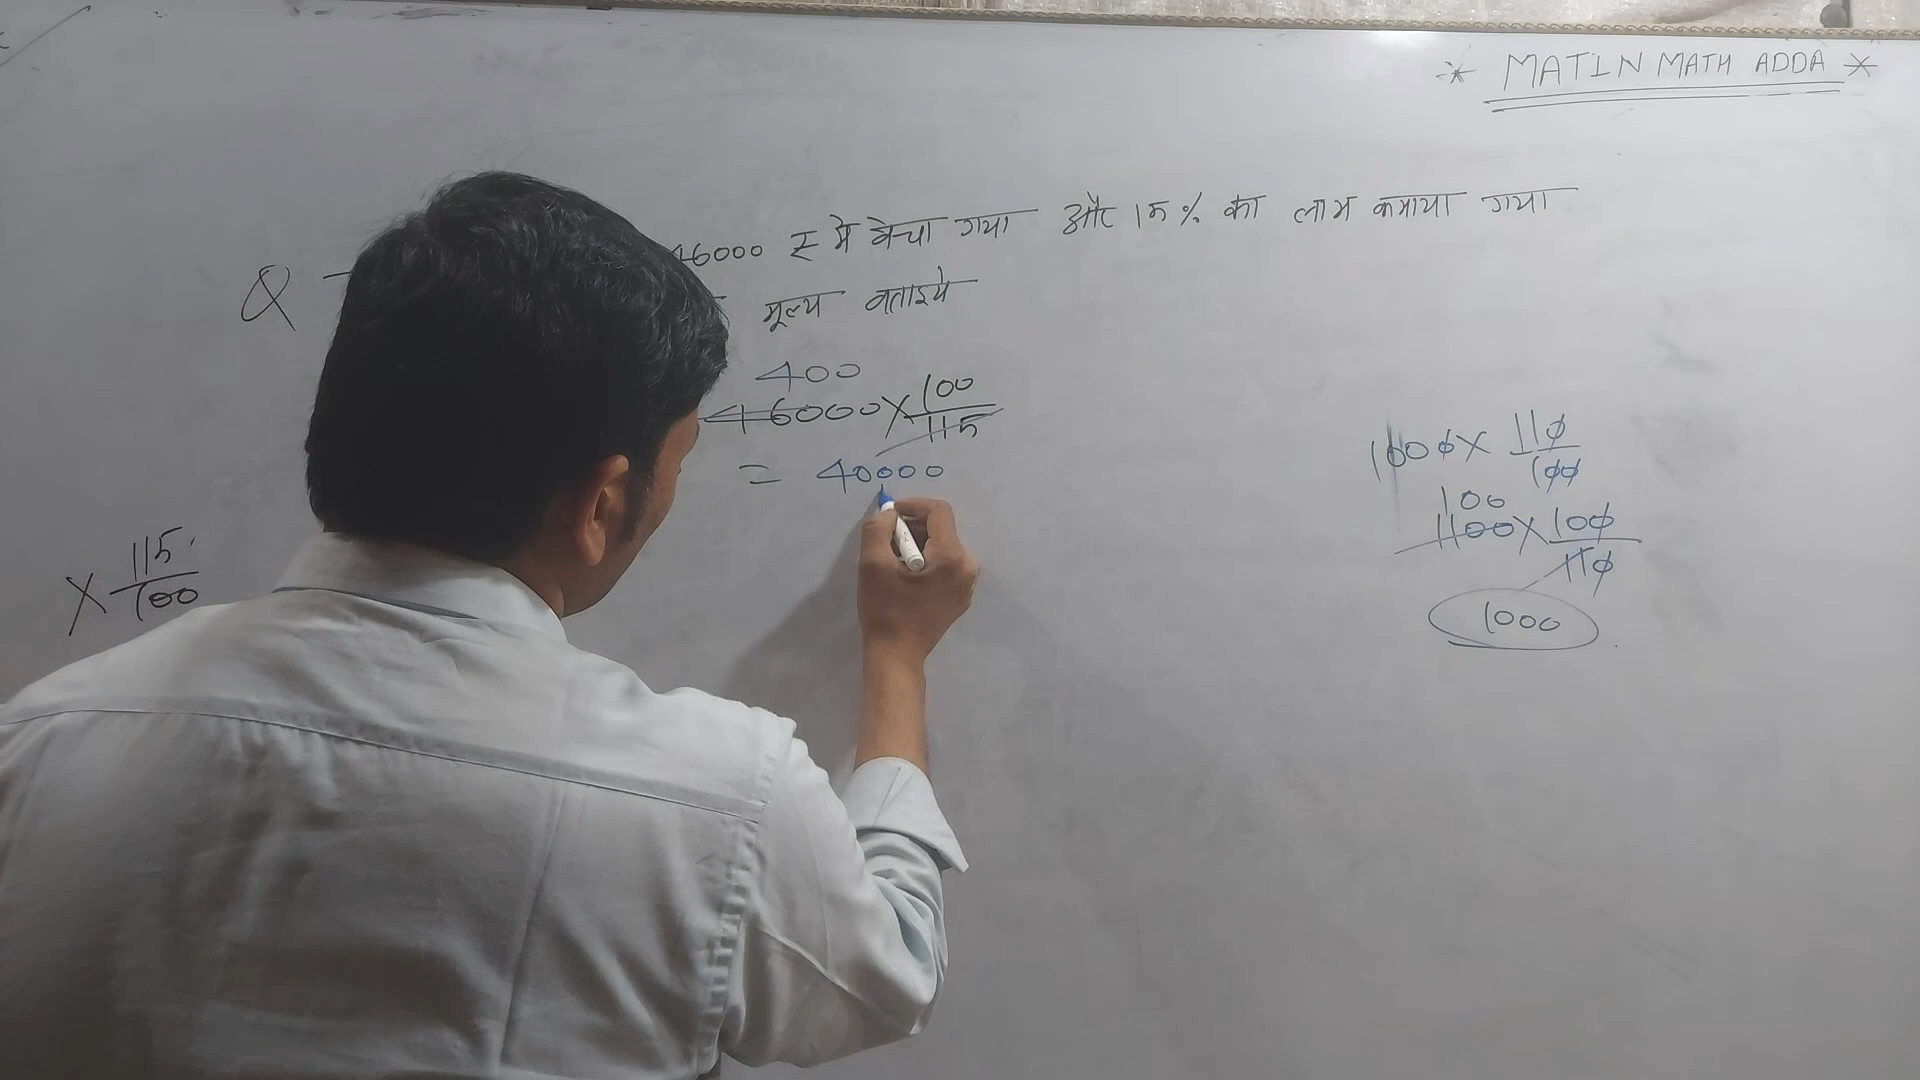 * MATIN MATH ADDA *
Q 46000 ₹ में बेचा गया और 15 % का लाभ कमाया गया
मूल्य बताइये
400
46000 × 100/115
= 40000
× 115/100
1000 × 110/100
100
1100 × 100/110
1000